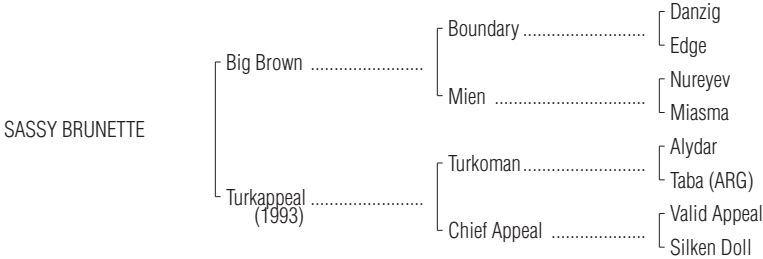 Danzig
Boundary ........................
Edge
Big Brown ......................
Nureyev
Mien .............................
Miasma
SASSY BRUNETTE
Alydar
Turkoman........................
Taba (ARG)
Turkappeal ......................
(1993)
Valid Appeal
Chief Appeal ..................
Silken Doll